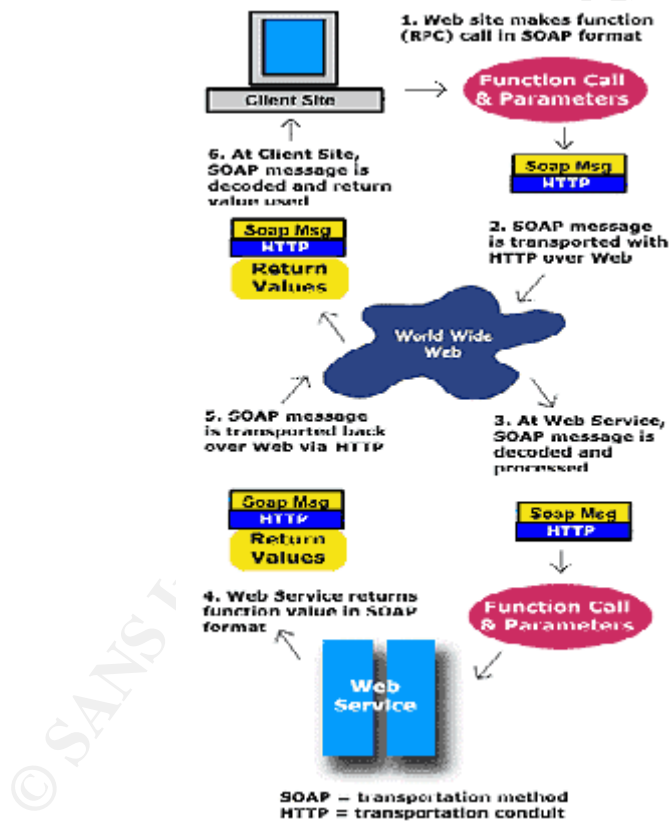 1. Web site makes function
(RPC) call in SOAP format
Client Site
Function Call
& Parameters
Soap Msg
HTTP
6. At Client Site,
SOAP message is
decoded and return
value used
2. SOAP message
is transported with
HTTP over Web
Soap Msg
HTTP
Return
Values
World Wide
Web
5. SOAP message
is transported back
over Web via HTTP
3. At Web Service,
SOAP message is
decoded and
processed
Soap Msg
HTTP
Return
Values
Soap Msg
HTTP
4. Web Service returns
function value in SOAP
format
Function Call
& Parameters
Web
Service
SOAP = transportation method
HTTP = transportation conduit
© SANS